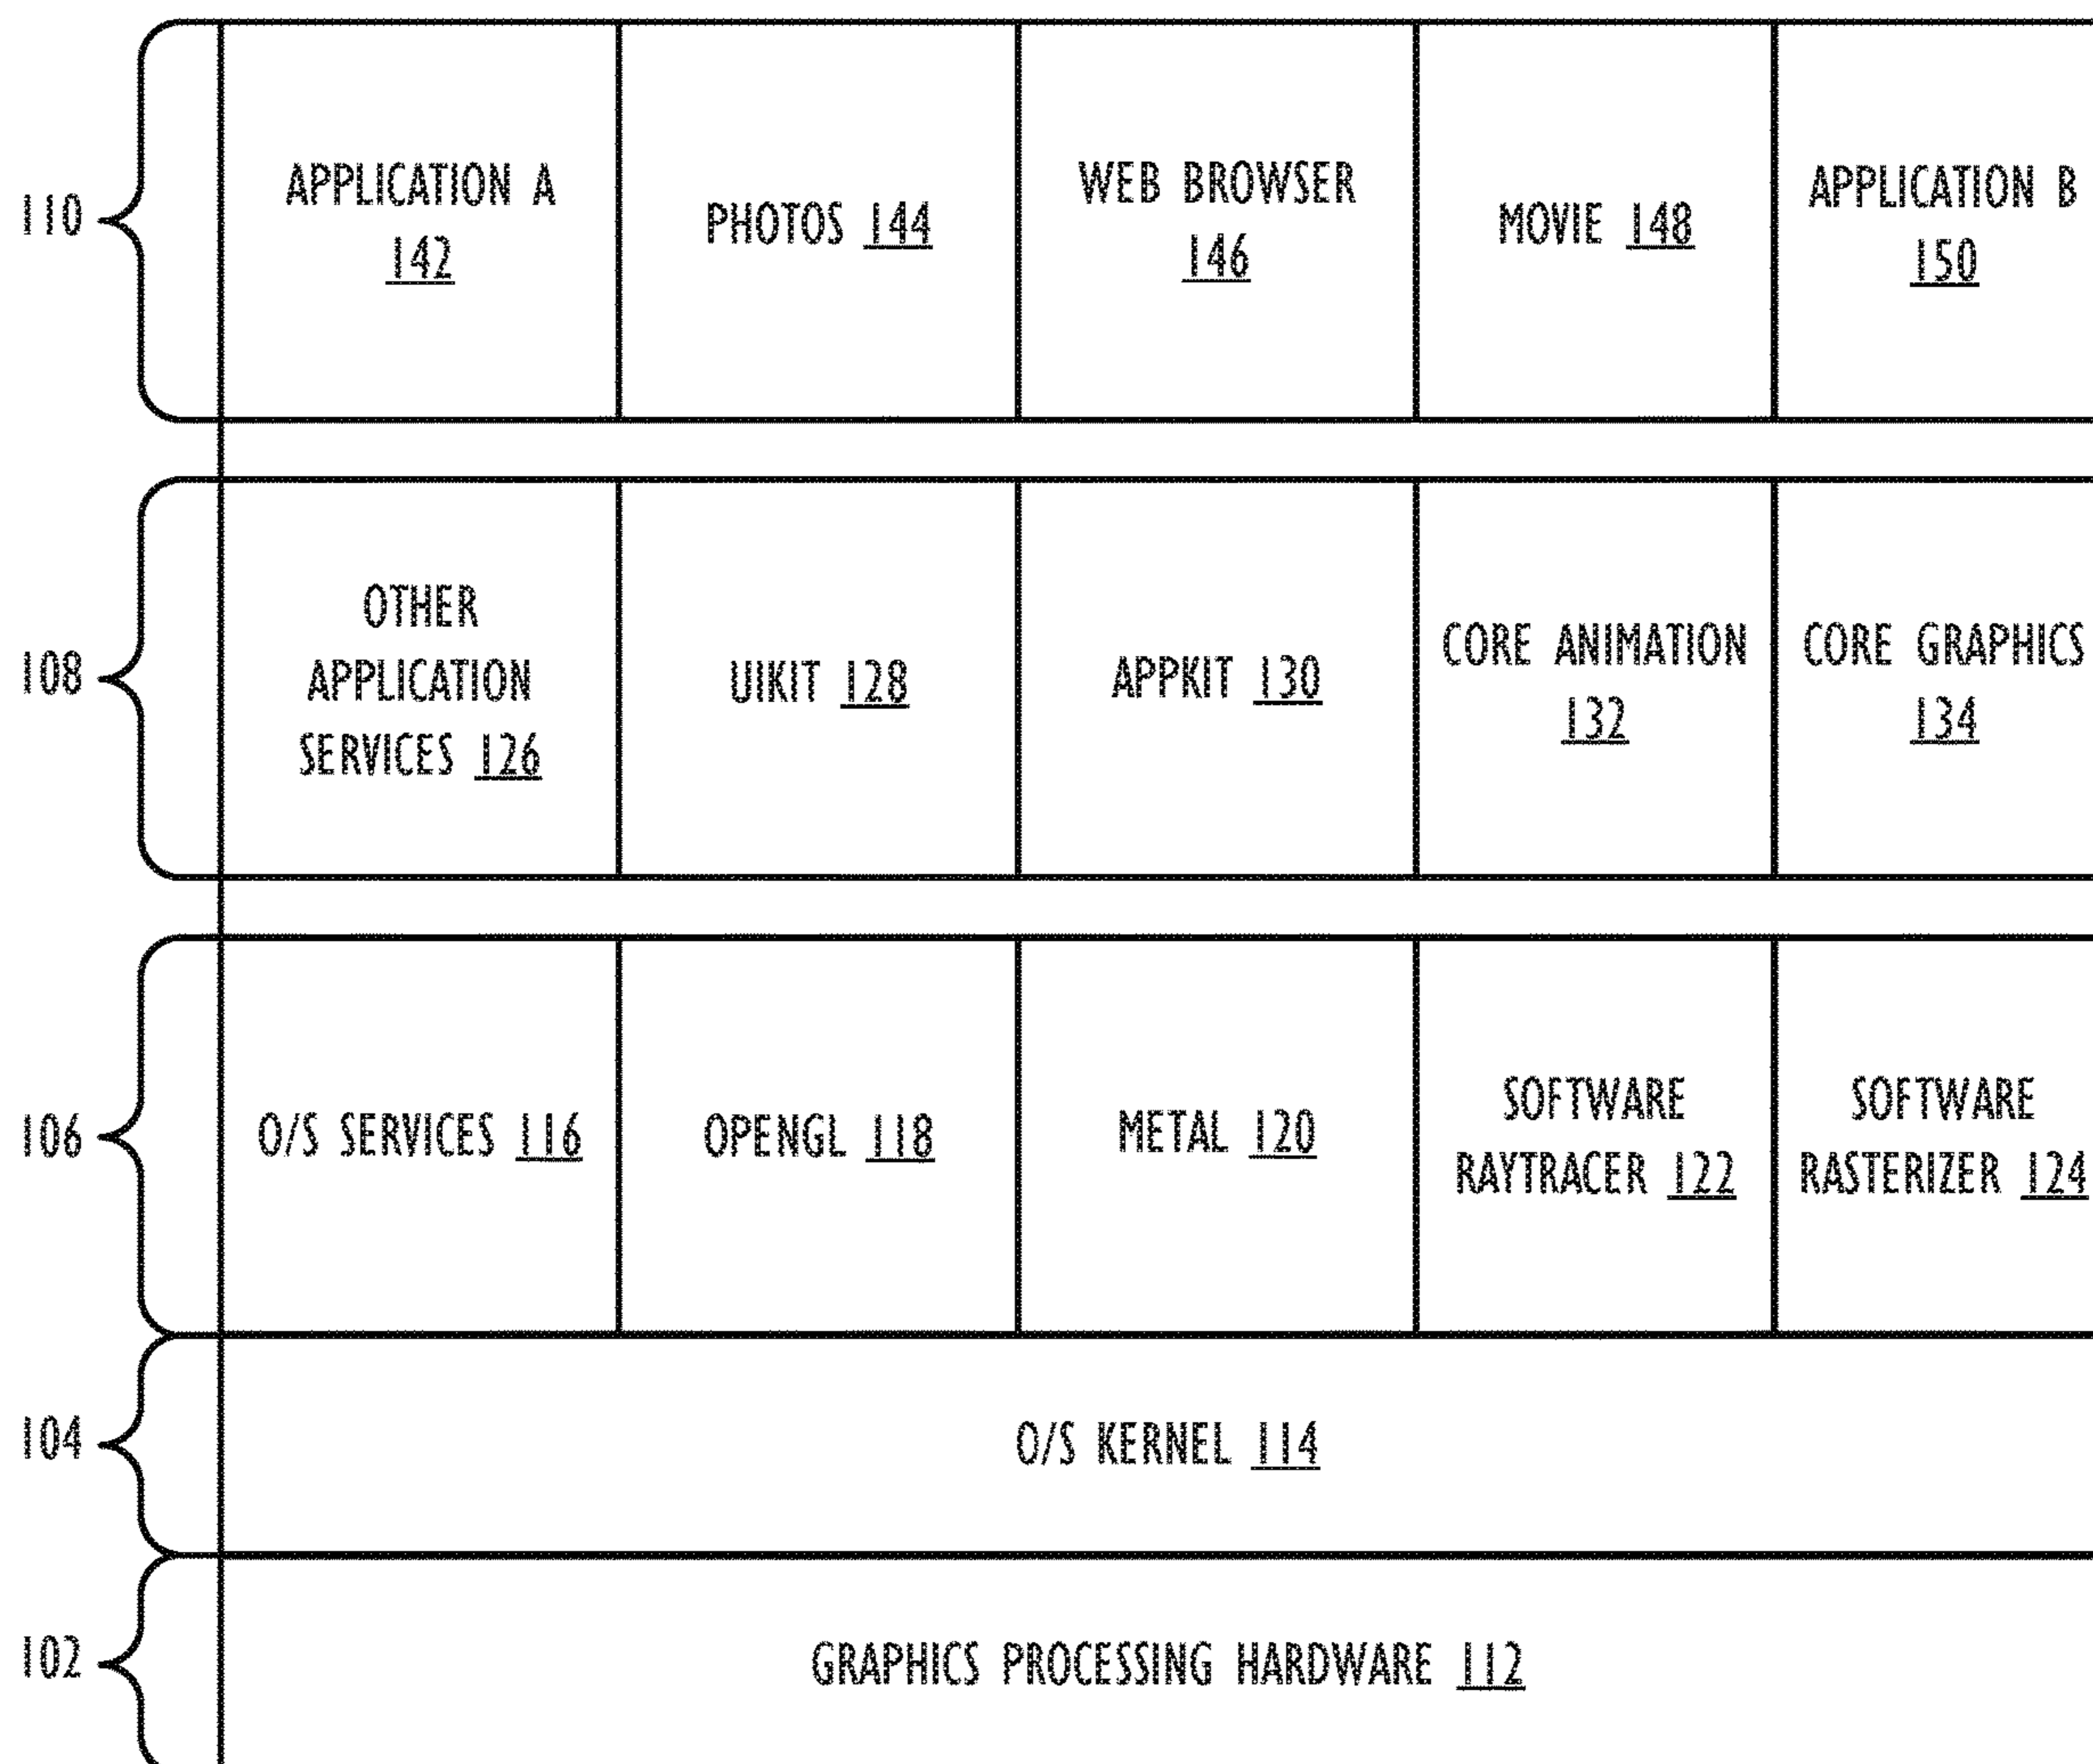 110
APPLICATION A
142
PHOTOS 144
WEB BROWSER
146
MOVIE 148
APPLICATION B
150
108
OTHER
APPLICATION
SERVICES 126
UIKIT 128
APPKIT 130
CORE ANIMATION
132
CORE GRAPHICS
134
106
O/S SERVICES 116
OPENGL 118
METAL 120
SOFTWARE
RAYTRACER 122
SOFTWARE
RASTERIZER 124
104
O/S KERNEL 114
102
GRAPHICS PROCESSING HARDWARE 112